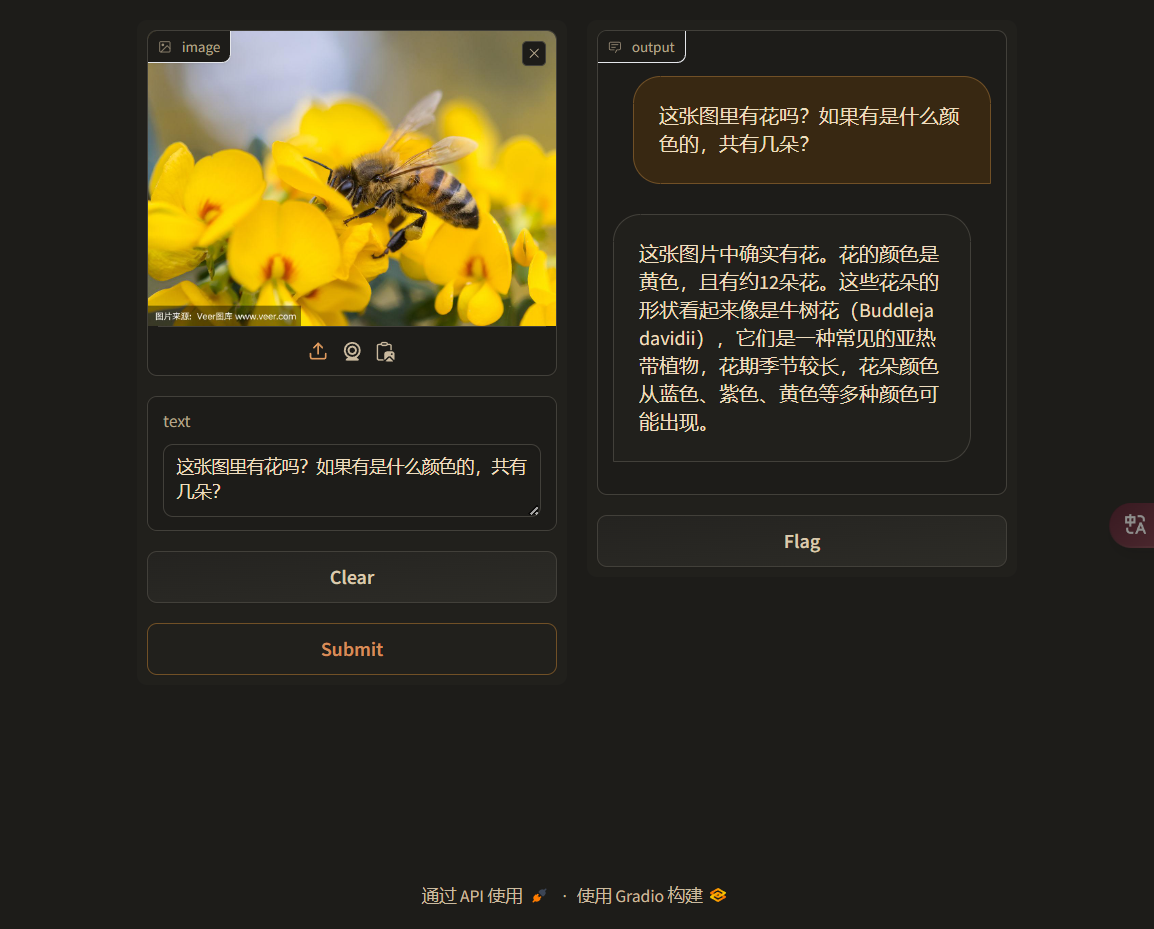 image
图片来源：Veer图库 www.veer.com
text
这张图里有花吗？如果有是什么颜色的，共有
几朵？
Clear
Submit
output
这张图里有花吗？如果有是什么颜
色的，共有几朵？
这张图片中确实有花。花的颜色是
黄色，且有约12朵花。这些花朵的
形状看起来像是牛树花（Buddleja
davidii），它们是一种常见的亚热
带植物，花期季节较长，花朵颜色
从蓝色、紫色、黄色等多种颜色可
能出现。
Flag
中A
通过 API 使用 · 使用 Gradio 构建